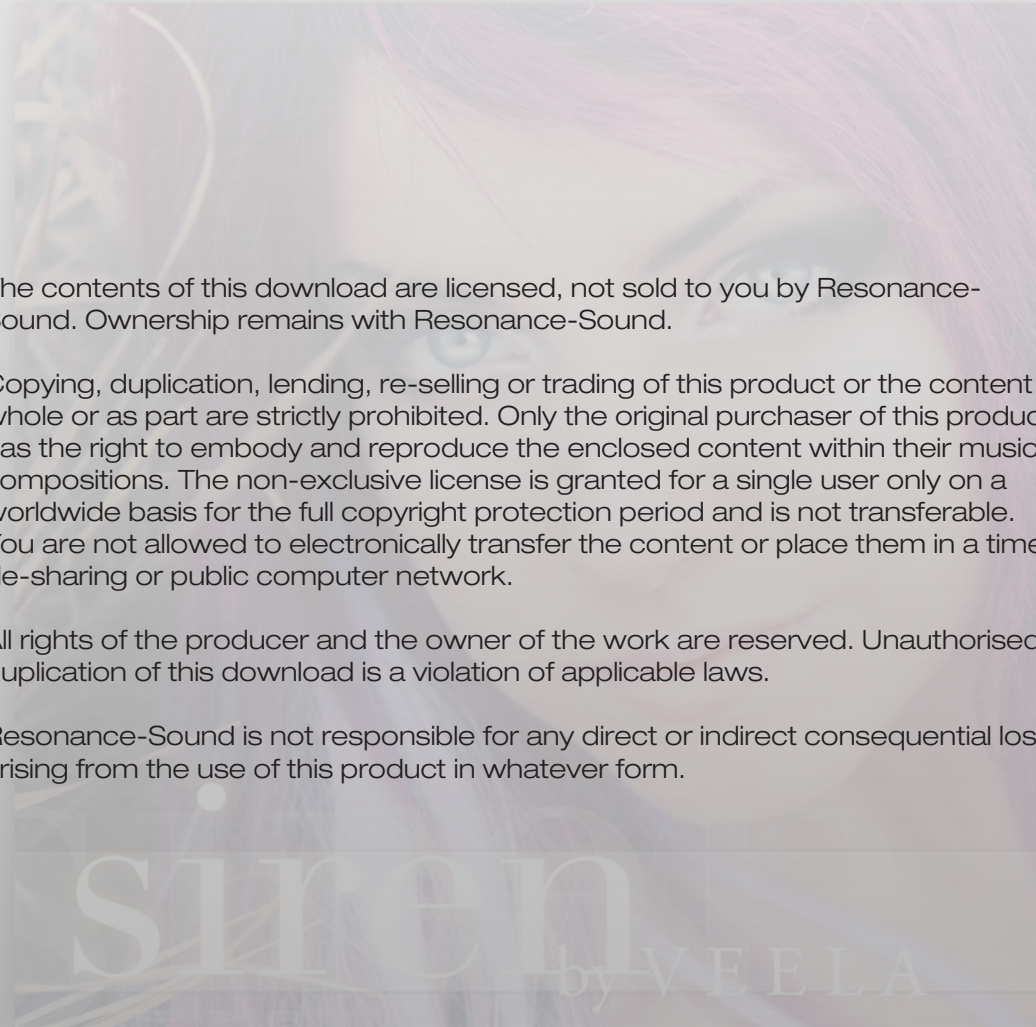 he contents of this download are licensed, not sold to you by Resonance-
ound. Ownership remains with Resonance-Sound.
opying, duplication, lending, re-selling or trading of this product or the content
whole or as part are strictly prohibited. Only the original purchaser of this produc
as the right to embody and reproduce the enclosed content within their music
ompositions. The non-exclusive license is granted for a single user only on a
worldwide basis for the full copyright protection period and is not transferable.
You are not allowed to electronically transfer the content or place them in a time
le-sharing or public computer network.
ll rights of the producer and the owner of the work are reserved. Unauthorised
uplication of this download is a violation of applicable laws.
Resonance-Sound is not responsible for any direct or indirect consequential los
rising from the use of this product in whatever form.
siren
by VEELA